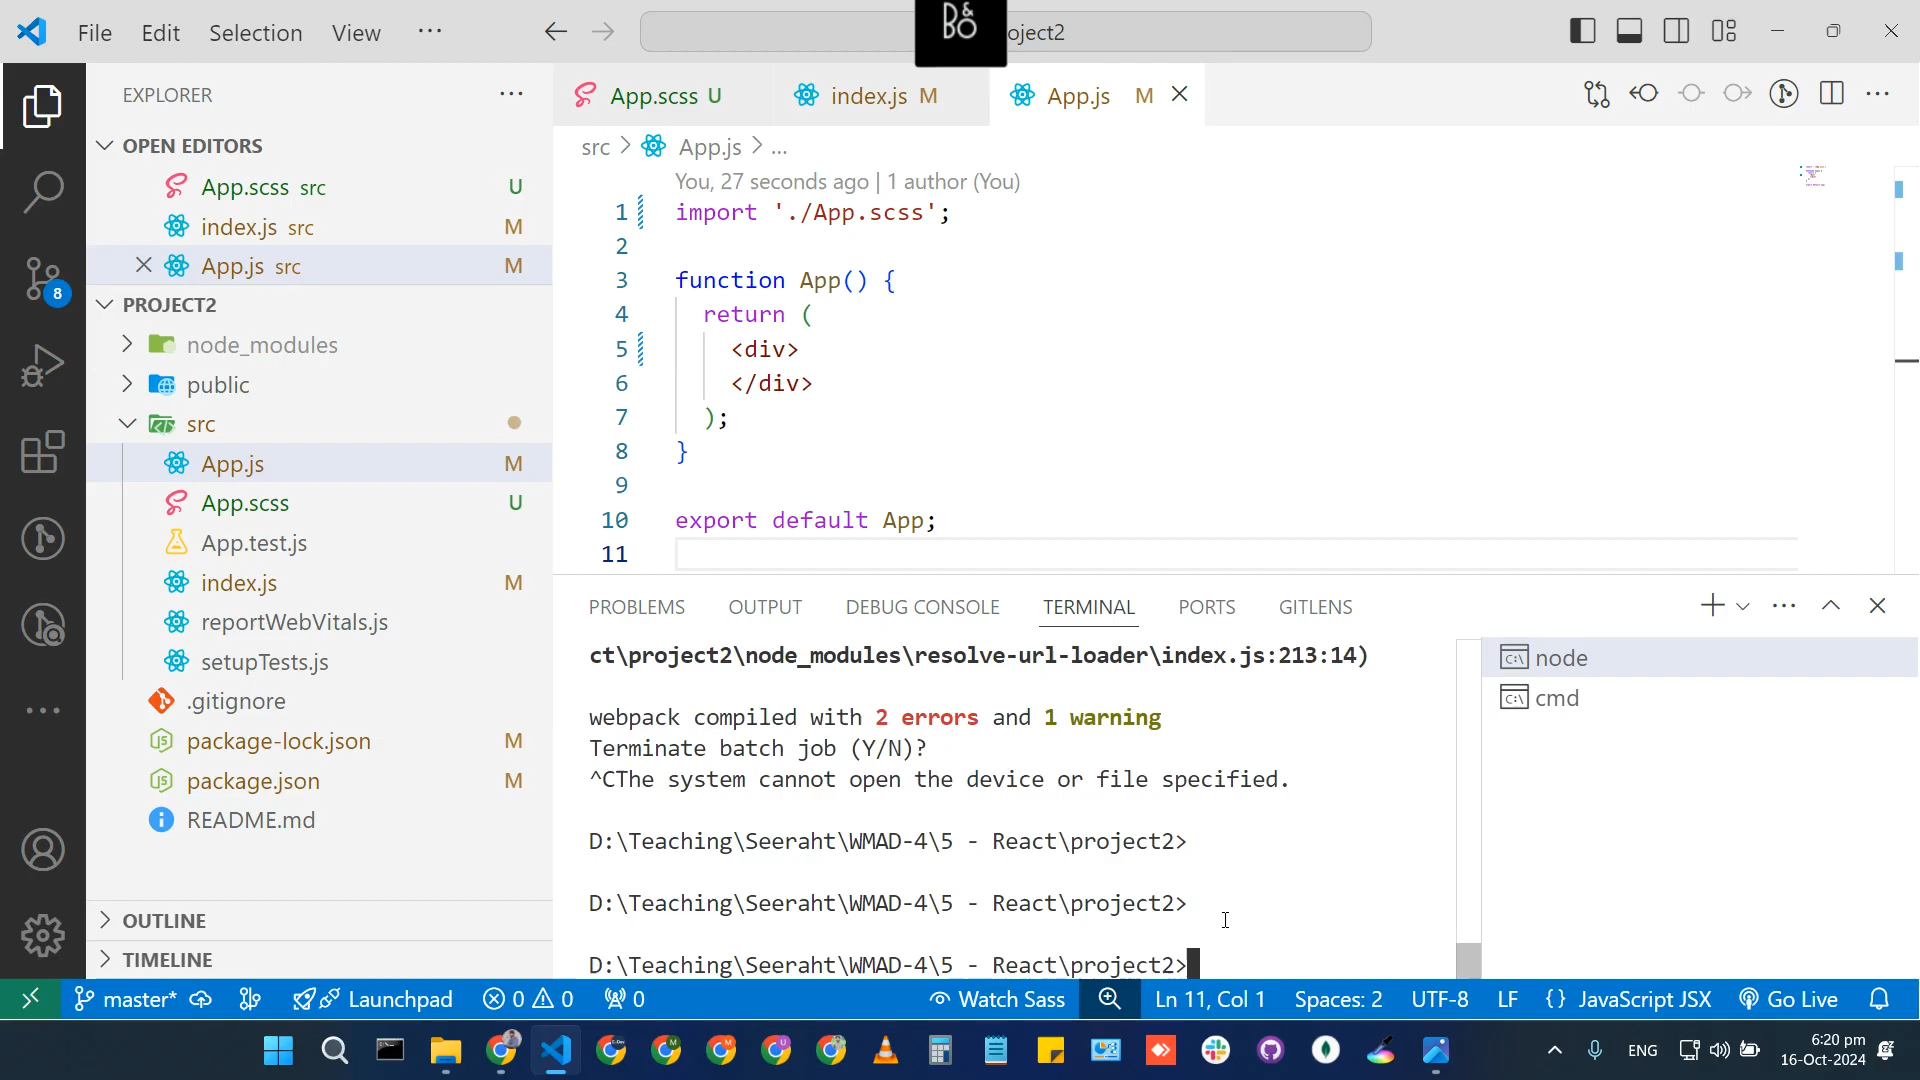 File Edit Selection View ...
B&O
oject2
EXPLORER
OPEN EDITORS
App.scss src U
index.js src M
App.js src M
PROJECT2
node_modules
public
src
App.js M
App.scss U
App.test.js
index.js M
reportWebVitals.js
setupTests.js
.gitignore
package-lock.json M
package.json M
README.md
OUTLINE
TIMELINE
8
App.scss U
index.js M
App.js M
src > App.js > ...
You, 27 seconds ago | 1 author (You)
1 import './App.scss';
2
3 function App() {
4 return (
5 <div>
6 </div>
7 );
8 }
9
10 export default App;
11
PROBLEMS OUTPUT DEBUG CONSOLE TERMINAL PORTS GITLENS
ct\project2\node_modules\resolve-url-loader\index.js:213:14)
webpack compiled with 2 errors and 1 warning
Terminate batch job (Y/N)?
^CThe system cannot open the device or file specified.
D:\Teaching\Seeraht\WMAD-4\5 - React\project2>
D:\Teaching\Seeraht\WMAD-4\5 - React\project2>
D:\Teaching\Seeraht\WMAD-4\5 - React\project2>
node
cmd
master* Launchpad 0 0 0 Watch Sass Ln 11, Col 1 Spaces: 2 UTF-8 LF {} JavaScript JSX Go Live
ENG
6:20 pm
16-Oct-2024